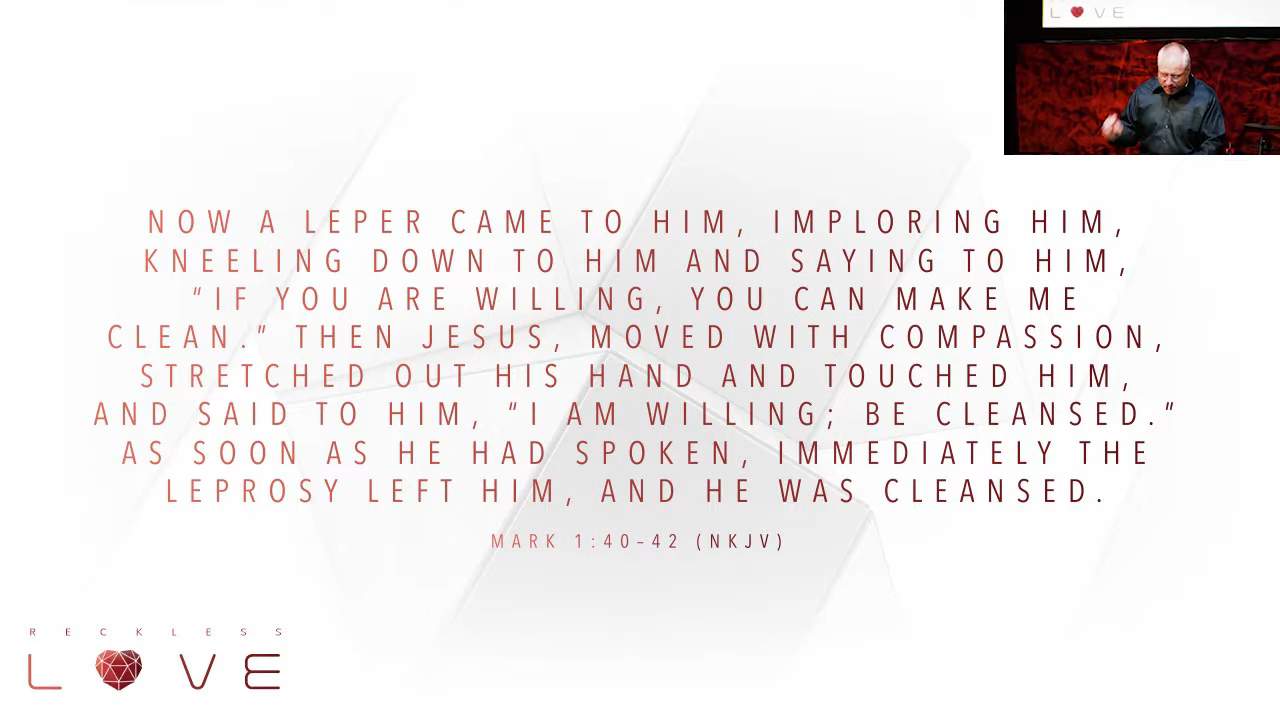 L VE
NOW A LEPER CAME TO HIM, IMPLORING HIM,
KNEELING DOWN TO HIM AND SAYING TO HIM,
“IF YOU ARE WILLING, YOU CAN MAKE ME
CLEAN.” THEN JESUS, MOVED WITH COMPASSION,
STRETCHED OUT HIS HAND AND TOUCHED HIM,
AND SAID TO HIM, “I AM WILLING; BE CLEANSED.”
AS SOON AS HE HAD SPOKEN, IMMEDIATELY THE
LEPROSY LEFT HIM, AND HE WAS CLEANSED.
MARK 1:40–42 (NKJV)
RECKLESS
L VE